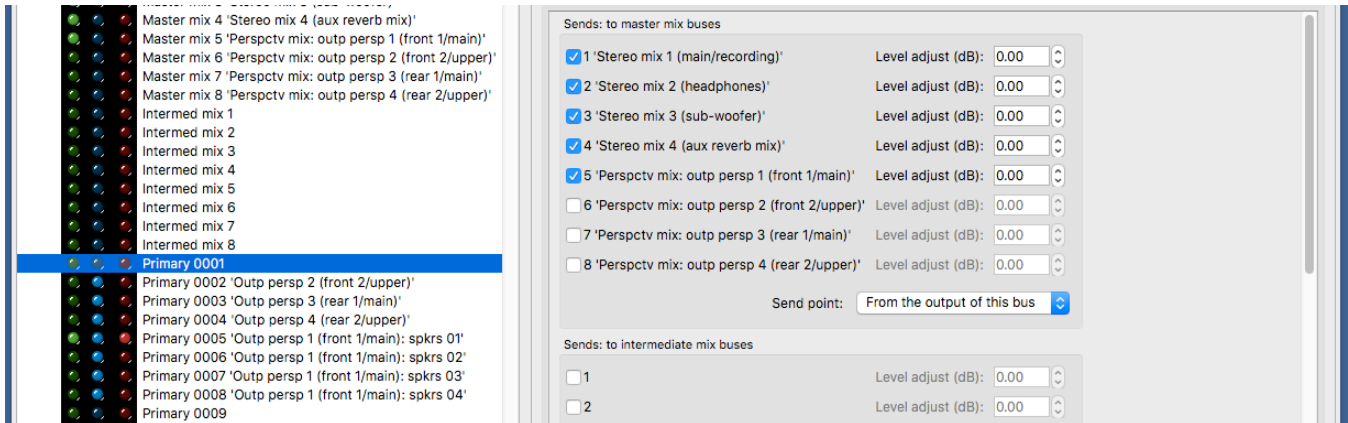 Master mix 4 'Stereo mix 4 (aux reverb mix)'
Master mix 5 'Perspctv mix: outp persp 1 (front 1/main)'
Master mix 6 'Perspctv mix: outp persp 2 (front 2/upper)'
Master mix 7 'Perspctv mix: outp persp 3 (rear 1/main)'
Master mix 8 'Perspctv mix: outp persp 4 (rear 2/upper)'
Intermed mix 1
Intermed mix 2
Intermed mix 3
Intermed mix 4
Intermed mix 5
Intermed mix 6
Intermed mix 7
Intermed mix 8
Primary 0001
Primary 0002 'Outp persp 2 (front 2/upper)'
Primary 0003 'Outp persp 3 (rear 1/main)'
Primary 0004 'Outp persp 4 (rear 2/upper)'
Primary 0005 'Outp persp 1 (front 1/main): spkrs 01'
Primary 0006 'Outp persp 1 (front 1/main): spkrs 02'
Primary 0007 'Outp persp 1 (front 1/main): spkrs 03'
Primary 0008 'Outp persp 1 (front 1/main): spkrs 04'
Primary 0009
Sends: to master mix buses
1 'Stereo mix 1 (main/recording)' Level adjust (dB): 0.00
2 'Stereo mix 2 (headphones)' Level adjust (dB): 0.00
3 'Stereo mix 3 (sub-woofer)' Level adjust (dB): 0.00
4 'Stereo mix 4 (aux reverb mix)' Level adjust (dB): 0.00
5 'Perspctv mix: outp persp 1 (front 1/main)' Level adjust (dB): 0.00
6 'Perspctv mix: outp persp 2 (front 2/upper)' Level adjust (dB): 0.00
7 'Perspctv mix: outp persp 3 (rear 1/main)' Level adjust (dB): 0.00
8 'Perspctv mix: outp persp 4 (rear 2/upper)' Level adjust (dB): 0.00
Send point: From the output of this bus
Sends: to intermediate mix buses
1 Level adjust (dB): 0.00
2 Level adjust (dB): 0.00